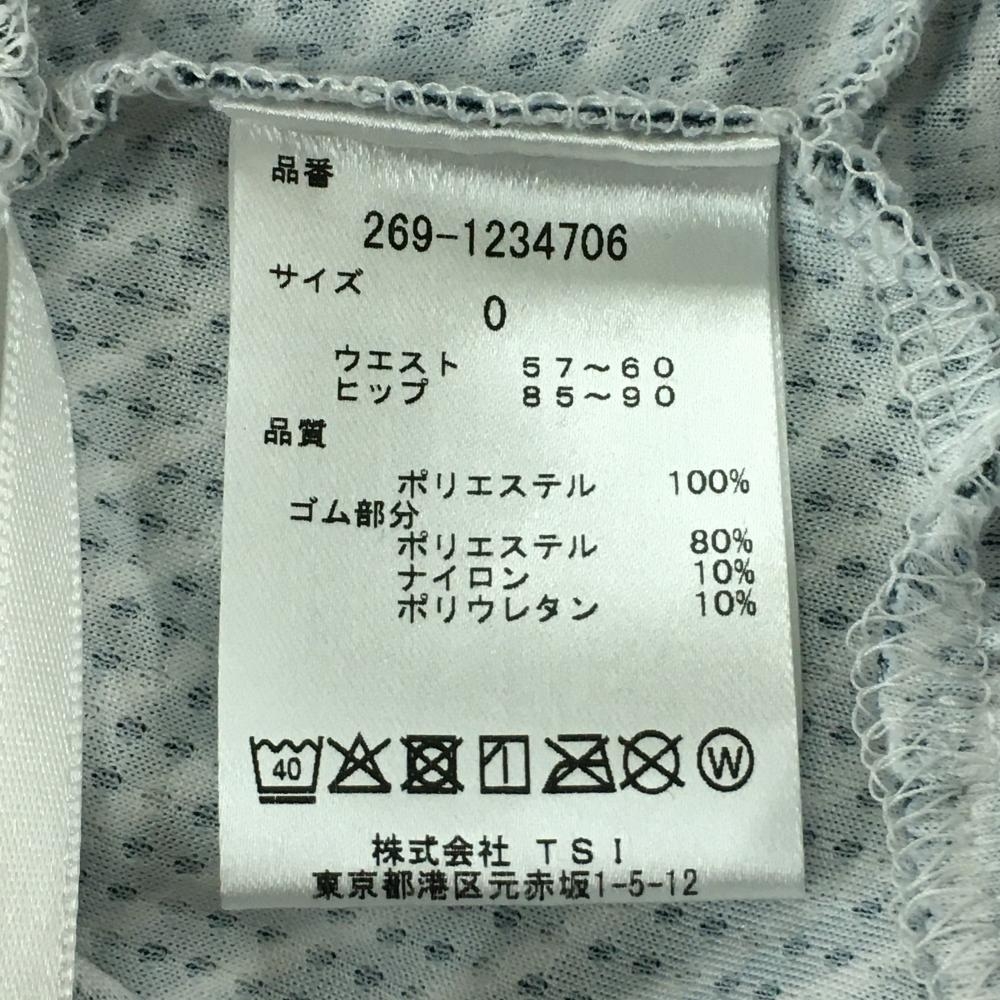 品番
269-1234706
サイズ
0
ウエスト 57～60
ヒップ 85～90
品質
ポリエステル 100%
ゴム部分
ポリエステル 80%
ナイロン 10%
ポリウレタン 10%
40 W
株式会社 TSI
東京都港区元赤坂1-5-12